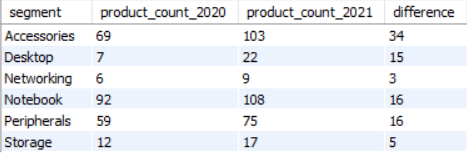 segment product_count_2020 product_count_2021 difference
Accessories 69 103 34
Desktop 7 22 15
Networking 6 9 3
Notebook 92 108 16
Peripherals 59 75 16
Storage 12 17 5